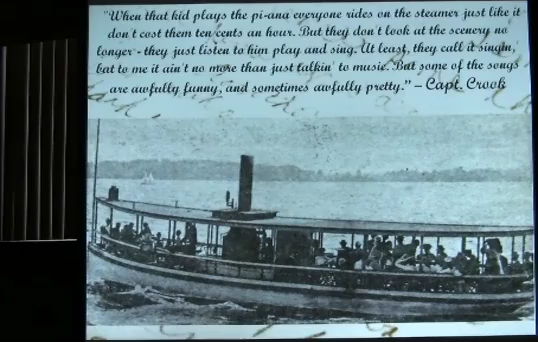 "When that kid plays the pi-ana everyone rides on the steamer just like it
don't cost them ten cents an hour. But they don't look at the scenery no
longer - they just listen to him play and sing. At least, they call it singin,
but to me it ain't no more than just talkin' to music. But some of the songs
are awfully funny, and sometimes awfully pretty." – Capt. Crook